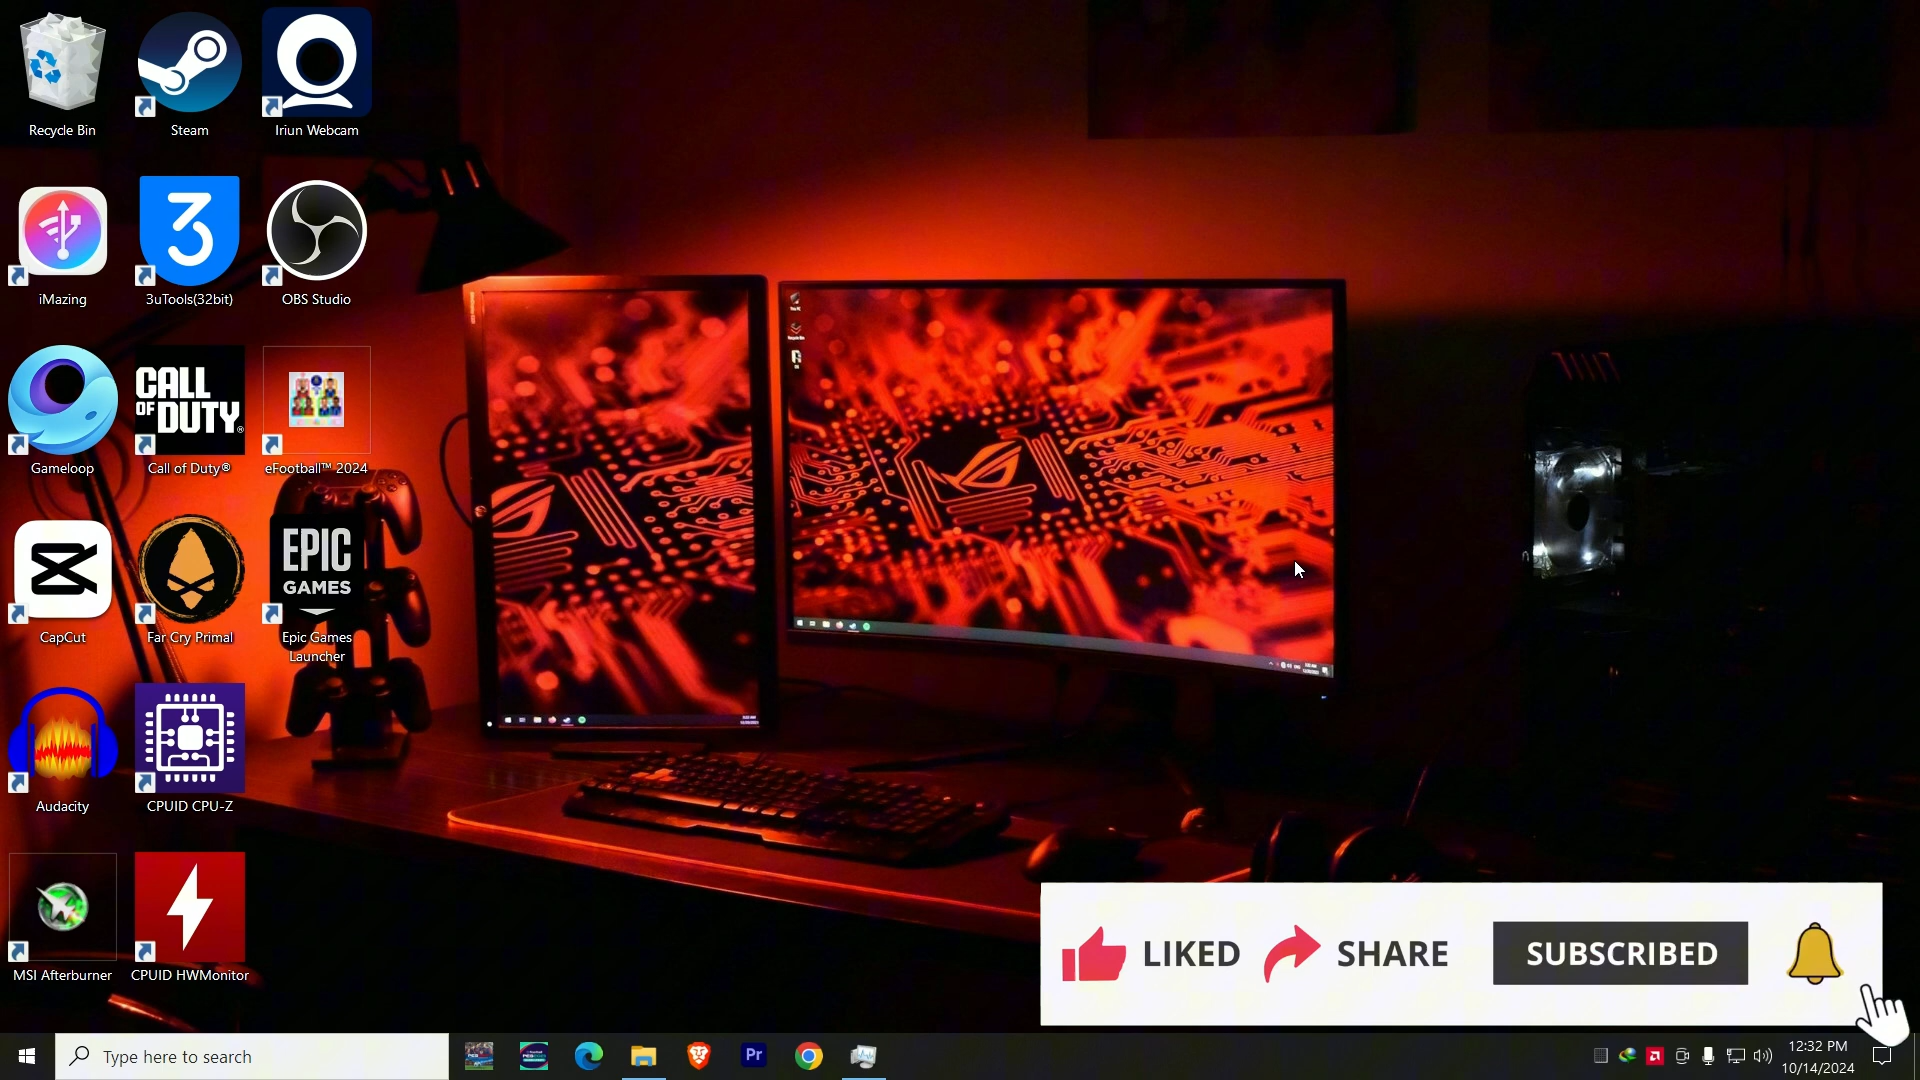 Recycle Bin
Steam
Iriun Webcam
iMazing
3
3uTools(32bit)
OBS Studio
Gameloop
CALL
OF DUTY®
Call of Duty®
eFootball™ 2024
CapCut
Far Cry Primal
EPIC
GAMES
Epic Games
Launcher
Audacity
CPUID CPU-Z
MSI Afterburner
CPUID HWMonitor
LIKED
SHARE
SUBSCRIBED
Type here to search
Pr
12:32 PM
10/14/2024